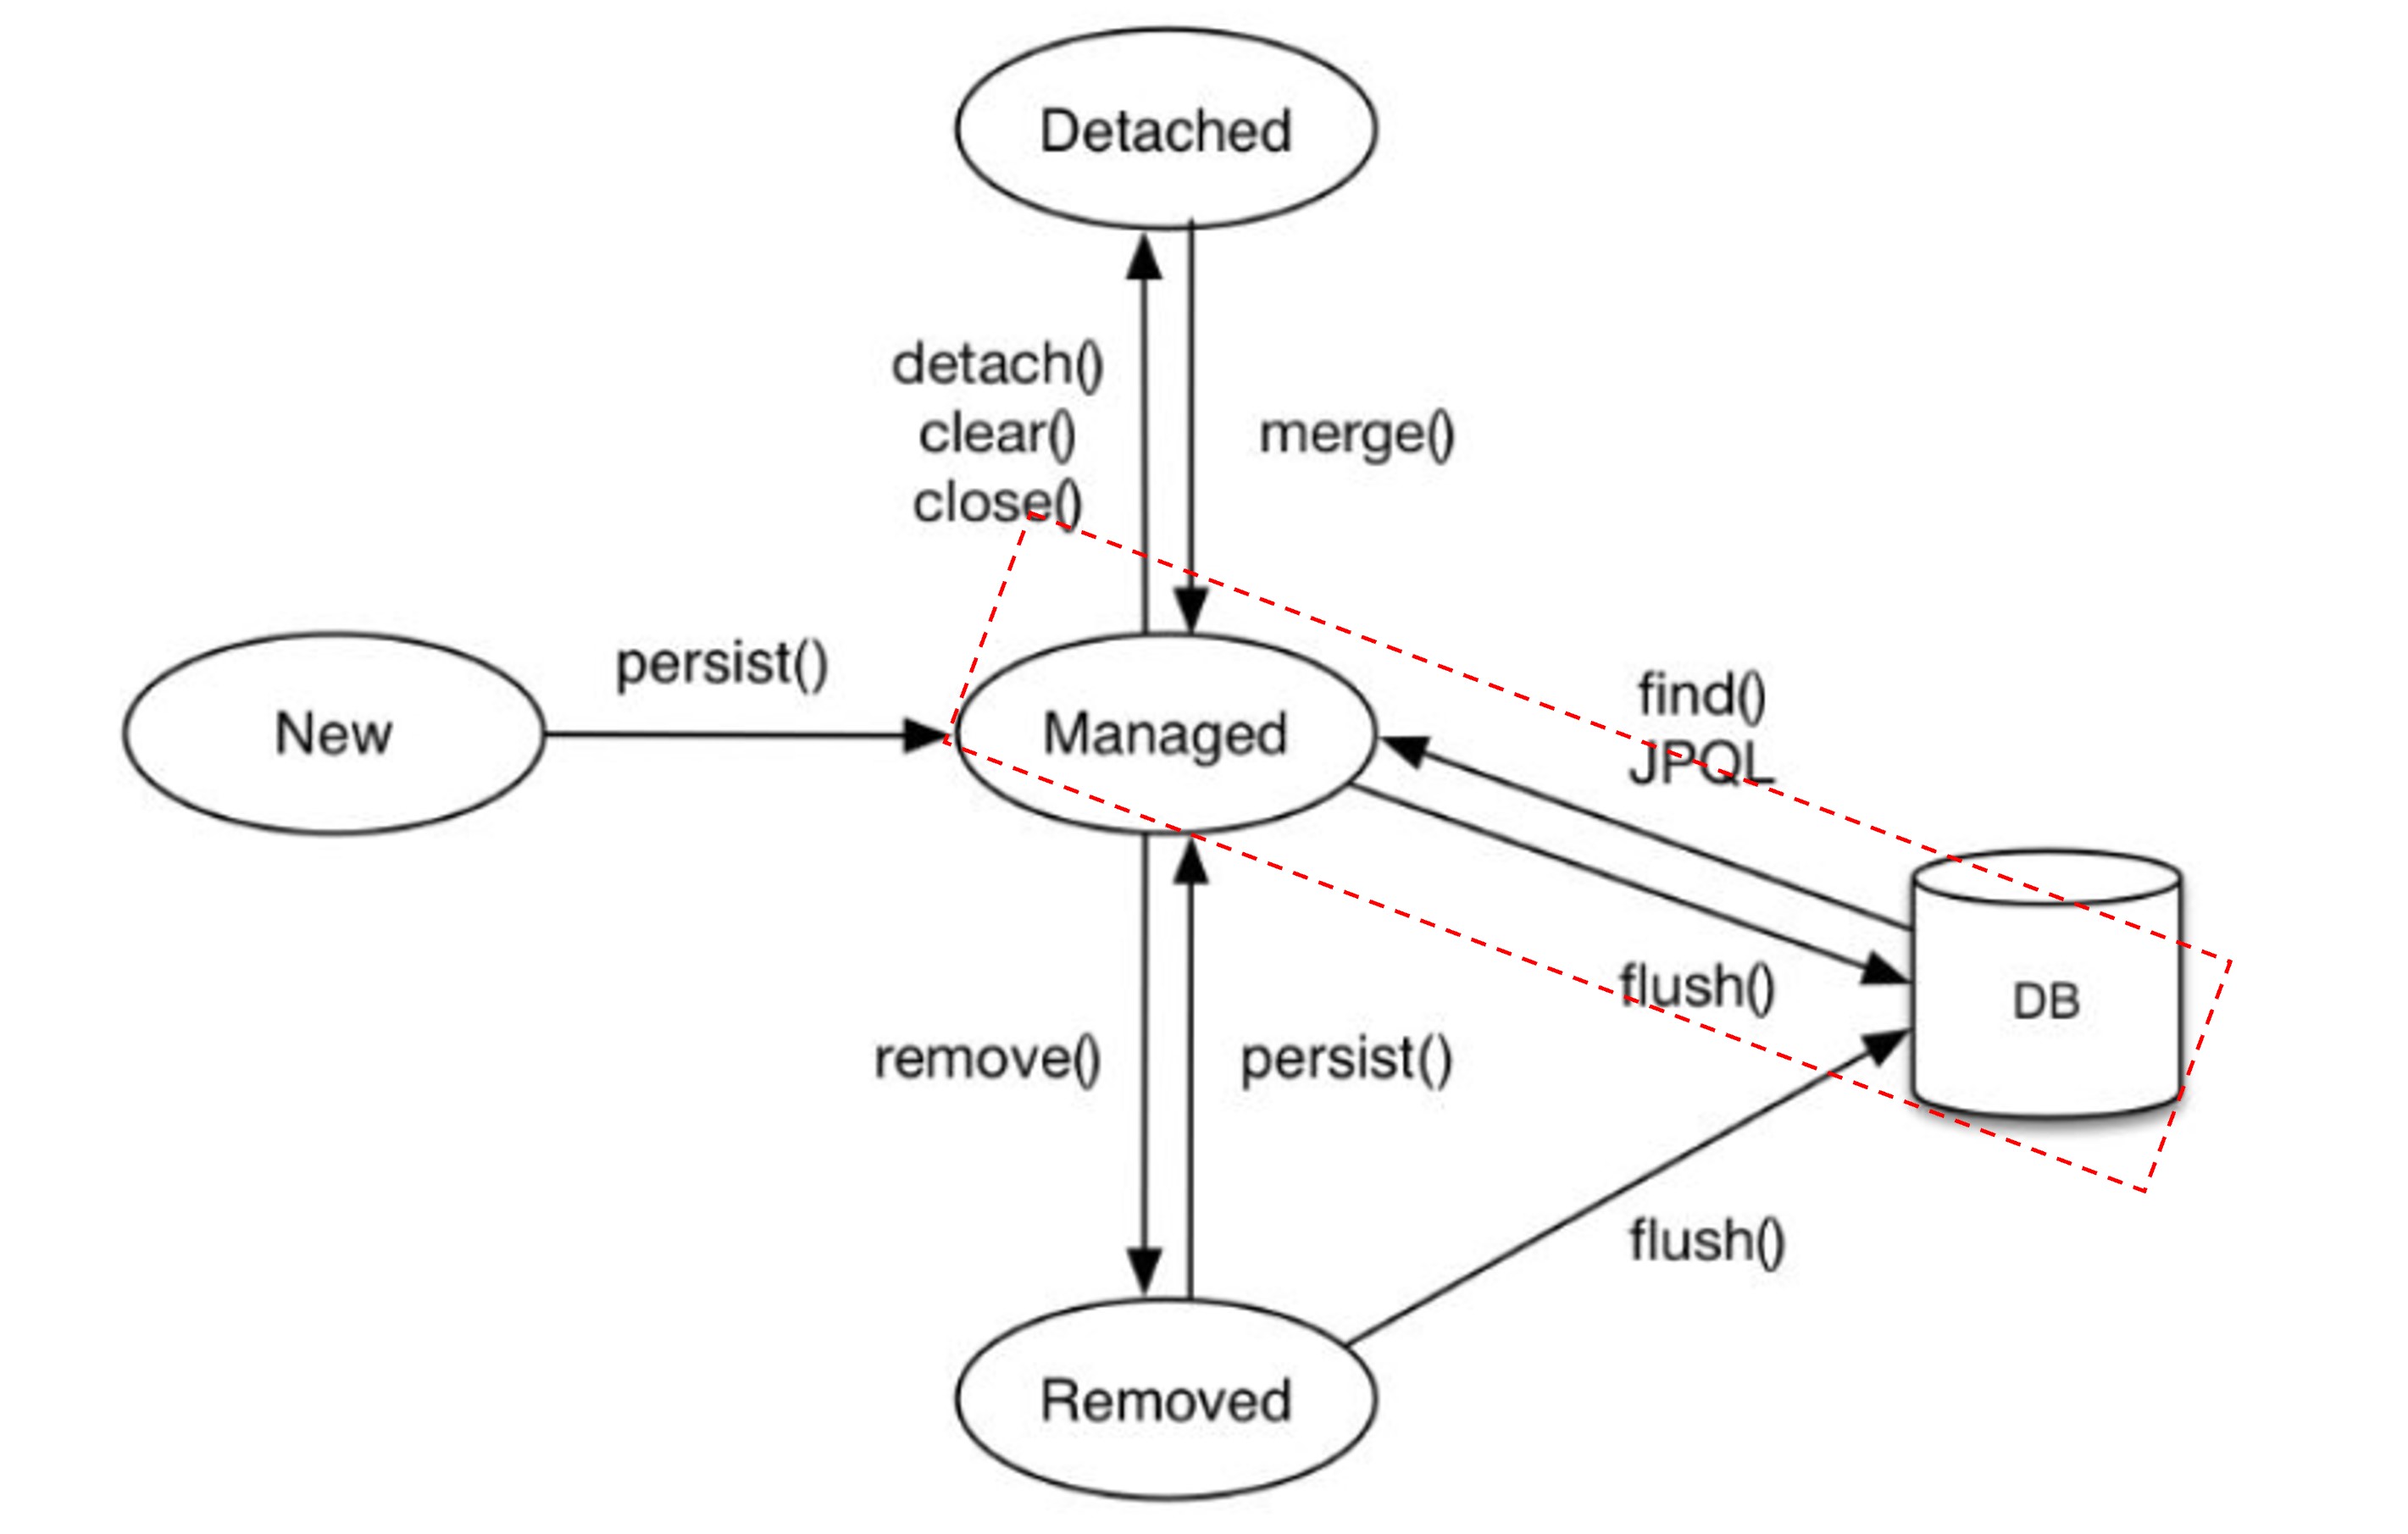 Detached
detach()
clear()
close()
merge()
New
persist()
Managed
find()
JPQL
flush()
DB
remove()
persist()
flush()
Removed